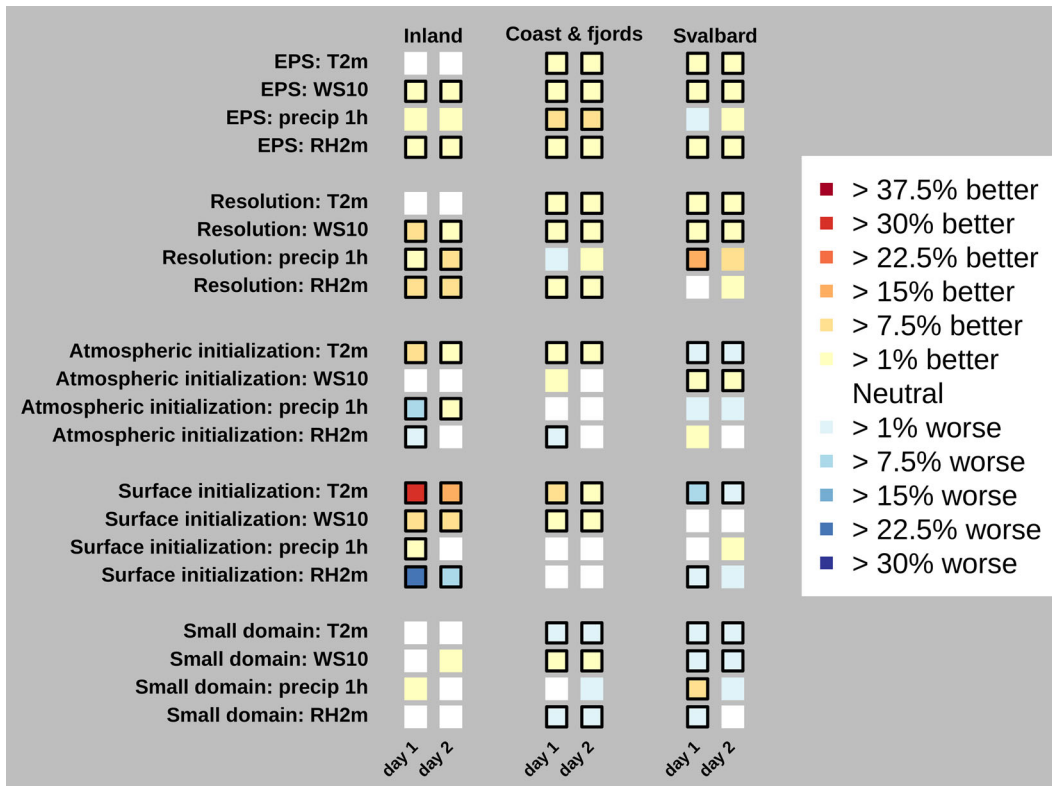 Inland Coast & fjords Svalbard
EPS: T2m
EPS: WS10
EPS: precip 1h
EPS: RH2m
Resolution: T2m
Resolution: WS10
Resolution: precip 1h
Resolution: RH2m
Atmospheric initialization: T2m
Atmospheric initialization: WS10
Atmospheric initialization: precip 1h
Atmospheric initialization: RH2m
Surface initialization: T2m
Surface initialization: WS10
Surface initialization: precip 1h
Surface initialization: RH2m
Small domain: T2m
Small domain: WS10
Small domain: precip 1h
Small domain: RH2m
day 1 day 2 day 1 day 2 day 1 day 2
> 37.5% better
> 30% better
> 22.5% better
> 15% better
> 7.5% better
> 1% better
Neutral
> 1% worse
> 7.5% worse
> 15% worse
> 22.5% worse
> 30% worse